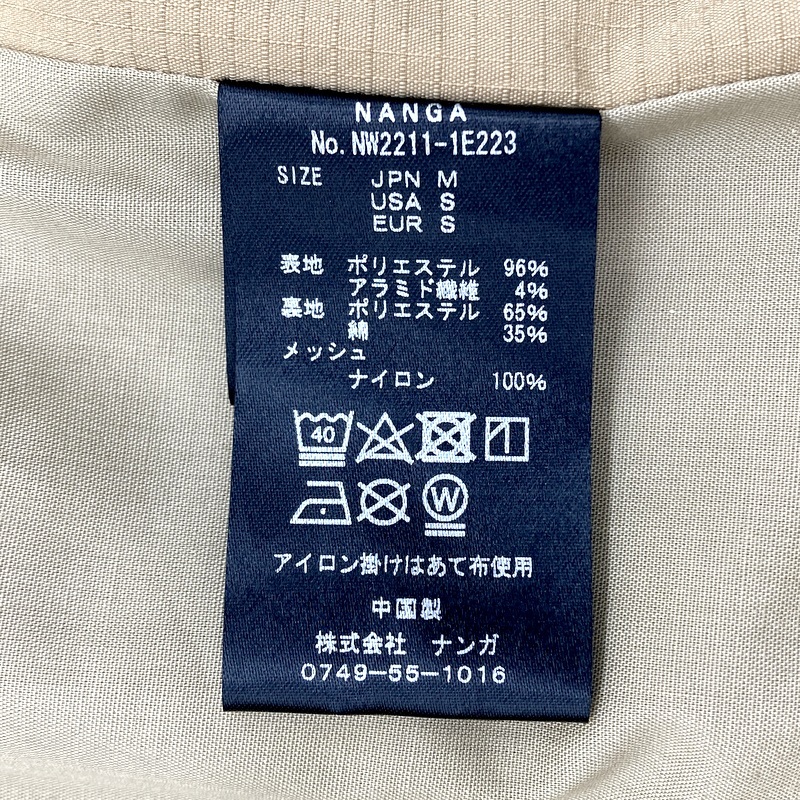 NANGA
No. NW2211-1E223
SIZE JPN M
USA S
EUR S
表地 ポリエステル 96%
アラミド繊維 4%
裏地 ポリエステル 65%
綿 35%
メッシュ
ナイロン 100%
40
W
アイロン掛けはあて布使用
中国製
株式会社 ナンガ
0749-55-1016